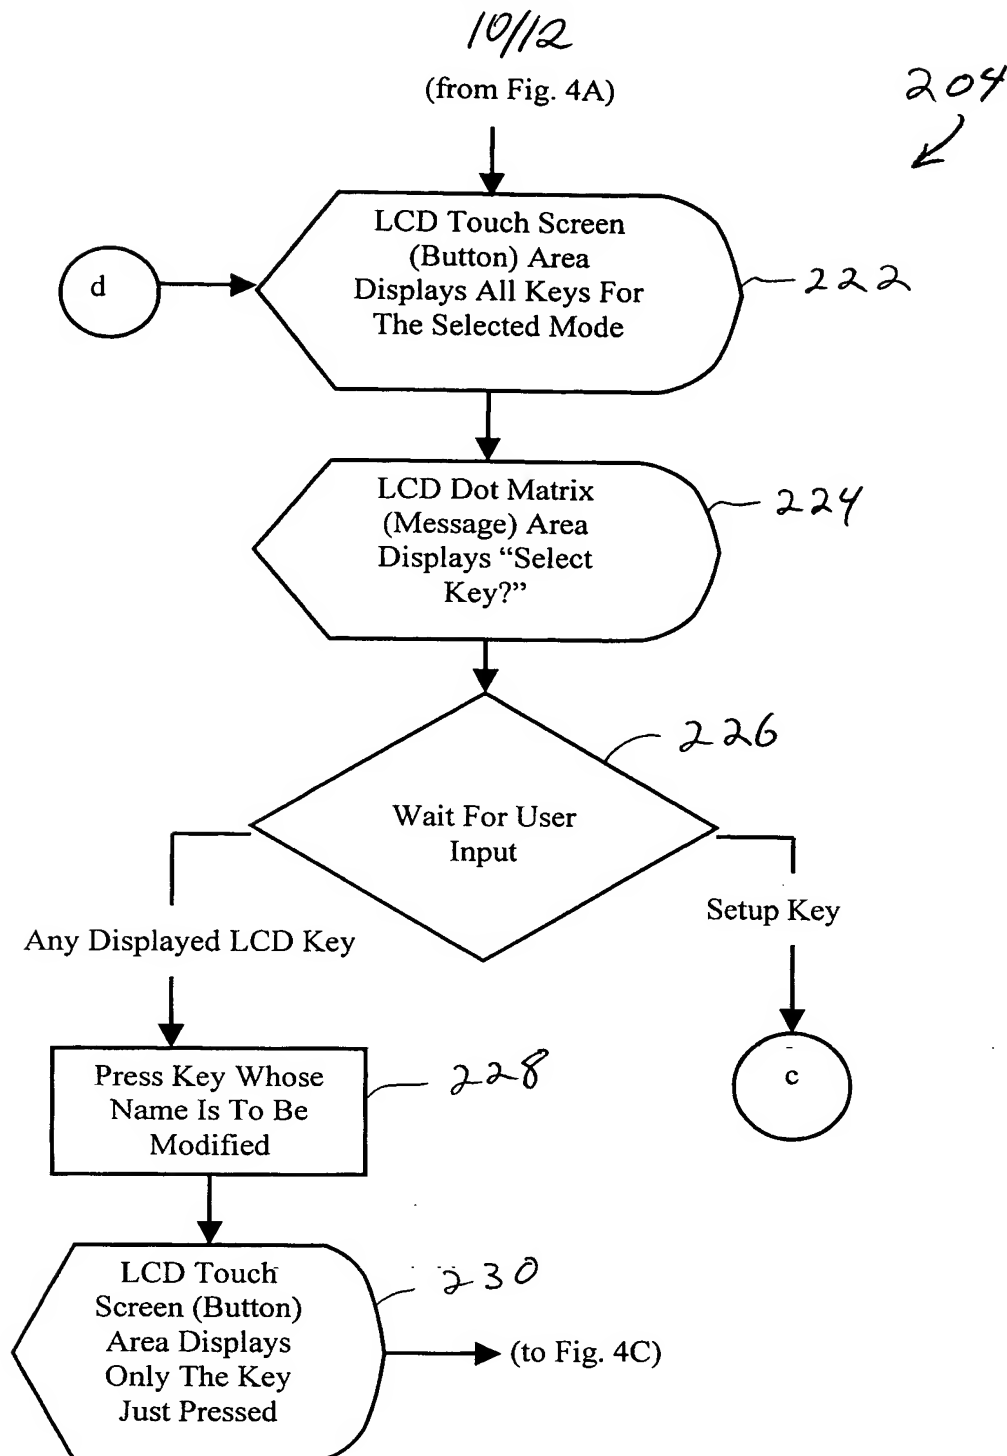 10/12
(from Fig. 4A)
204
LCD Touch Screen
(Button) Area
Displays All Keys For
The Selected Mode
222
d
LCD Dot Matrix
(Message) Area
Displays “Select
Key?”
224
226
Wait For User
Input
Setup Key
Any Displayed LCD Key
Press Key Whose
Name Is To Be
Modified
228
c
LCD Touch
Screen (Button)
Area Displays
Only The Key
Just Pressed
230
(to Fig. 4C)